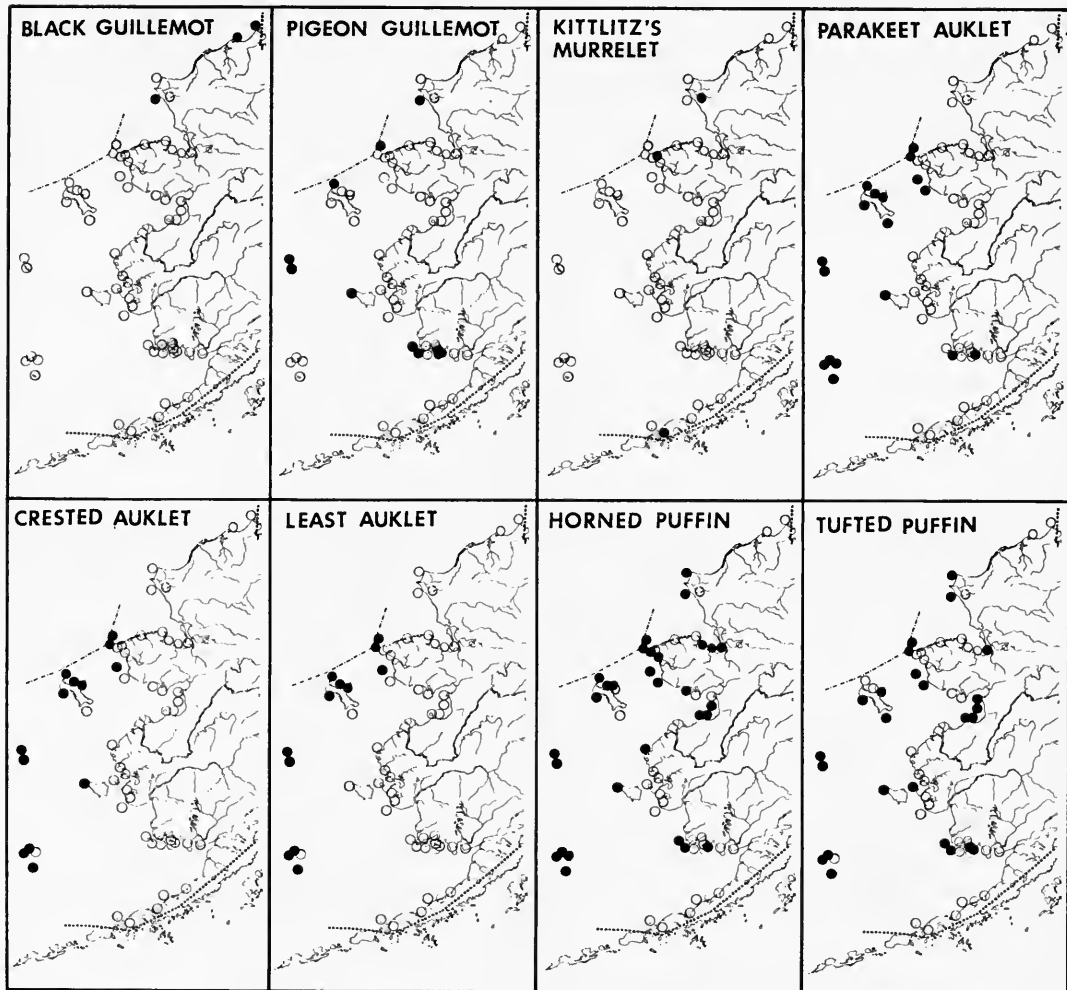 BLACK GUILLEMOT
PIGEON GUILLEMOT
KITTLITZ'S
MURRELET
PARAKEET AUKLET
CRESTED AUKLET
LEAST AUKLET
HORNED PUFFIN
TUFTED PUFFIN